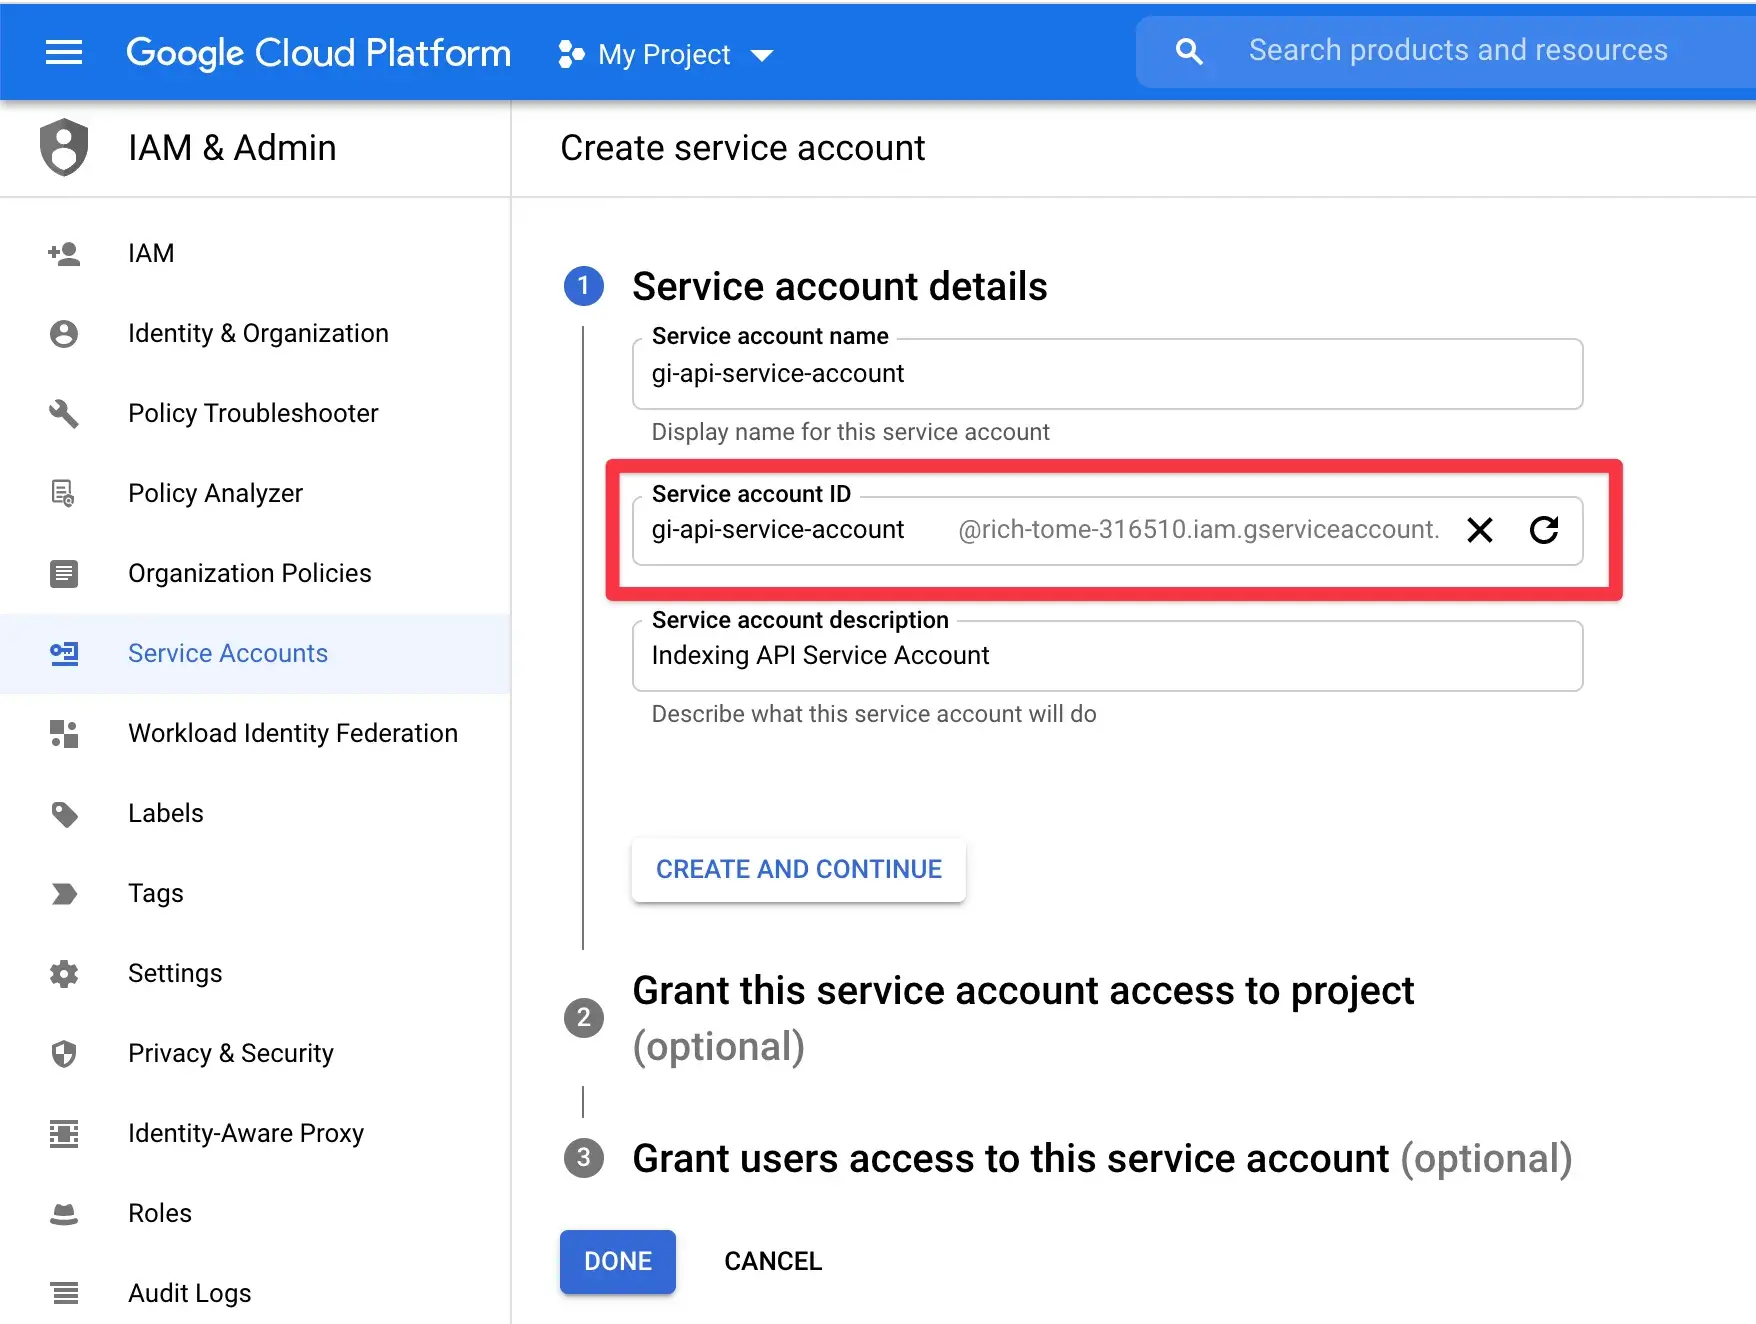 Google Cloud Platform
My Project
Search products and resources
IAM & Admin
Create service account
IAM
Identity & Organization
Policy Troubleshooter
Policy Analyzer
Organization Policies
Service Accounts
Workload Identity Federation
Labels
Tags
Settings
Privacy & Security
Identity-Aware Proxy
Roles
Audit Logs
1
Service account details
Service account name
gi-api-service-account
Display name for this service account
Service account ID
gi-api-service-account @rich-tome-316510.iam.gserviceaccount.
Service account description
Indexing API Service Account
Describe what this service account will do
CREATE AND CONTINUE
2
Grant this service account access to project
(optional)
3
Grant users access to this service account (optional)
DONE
CANCEL